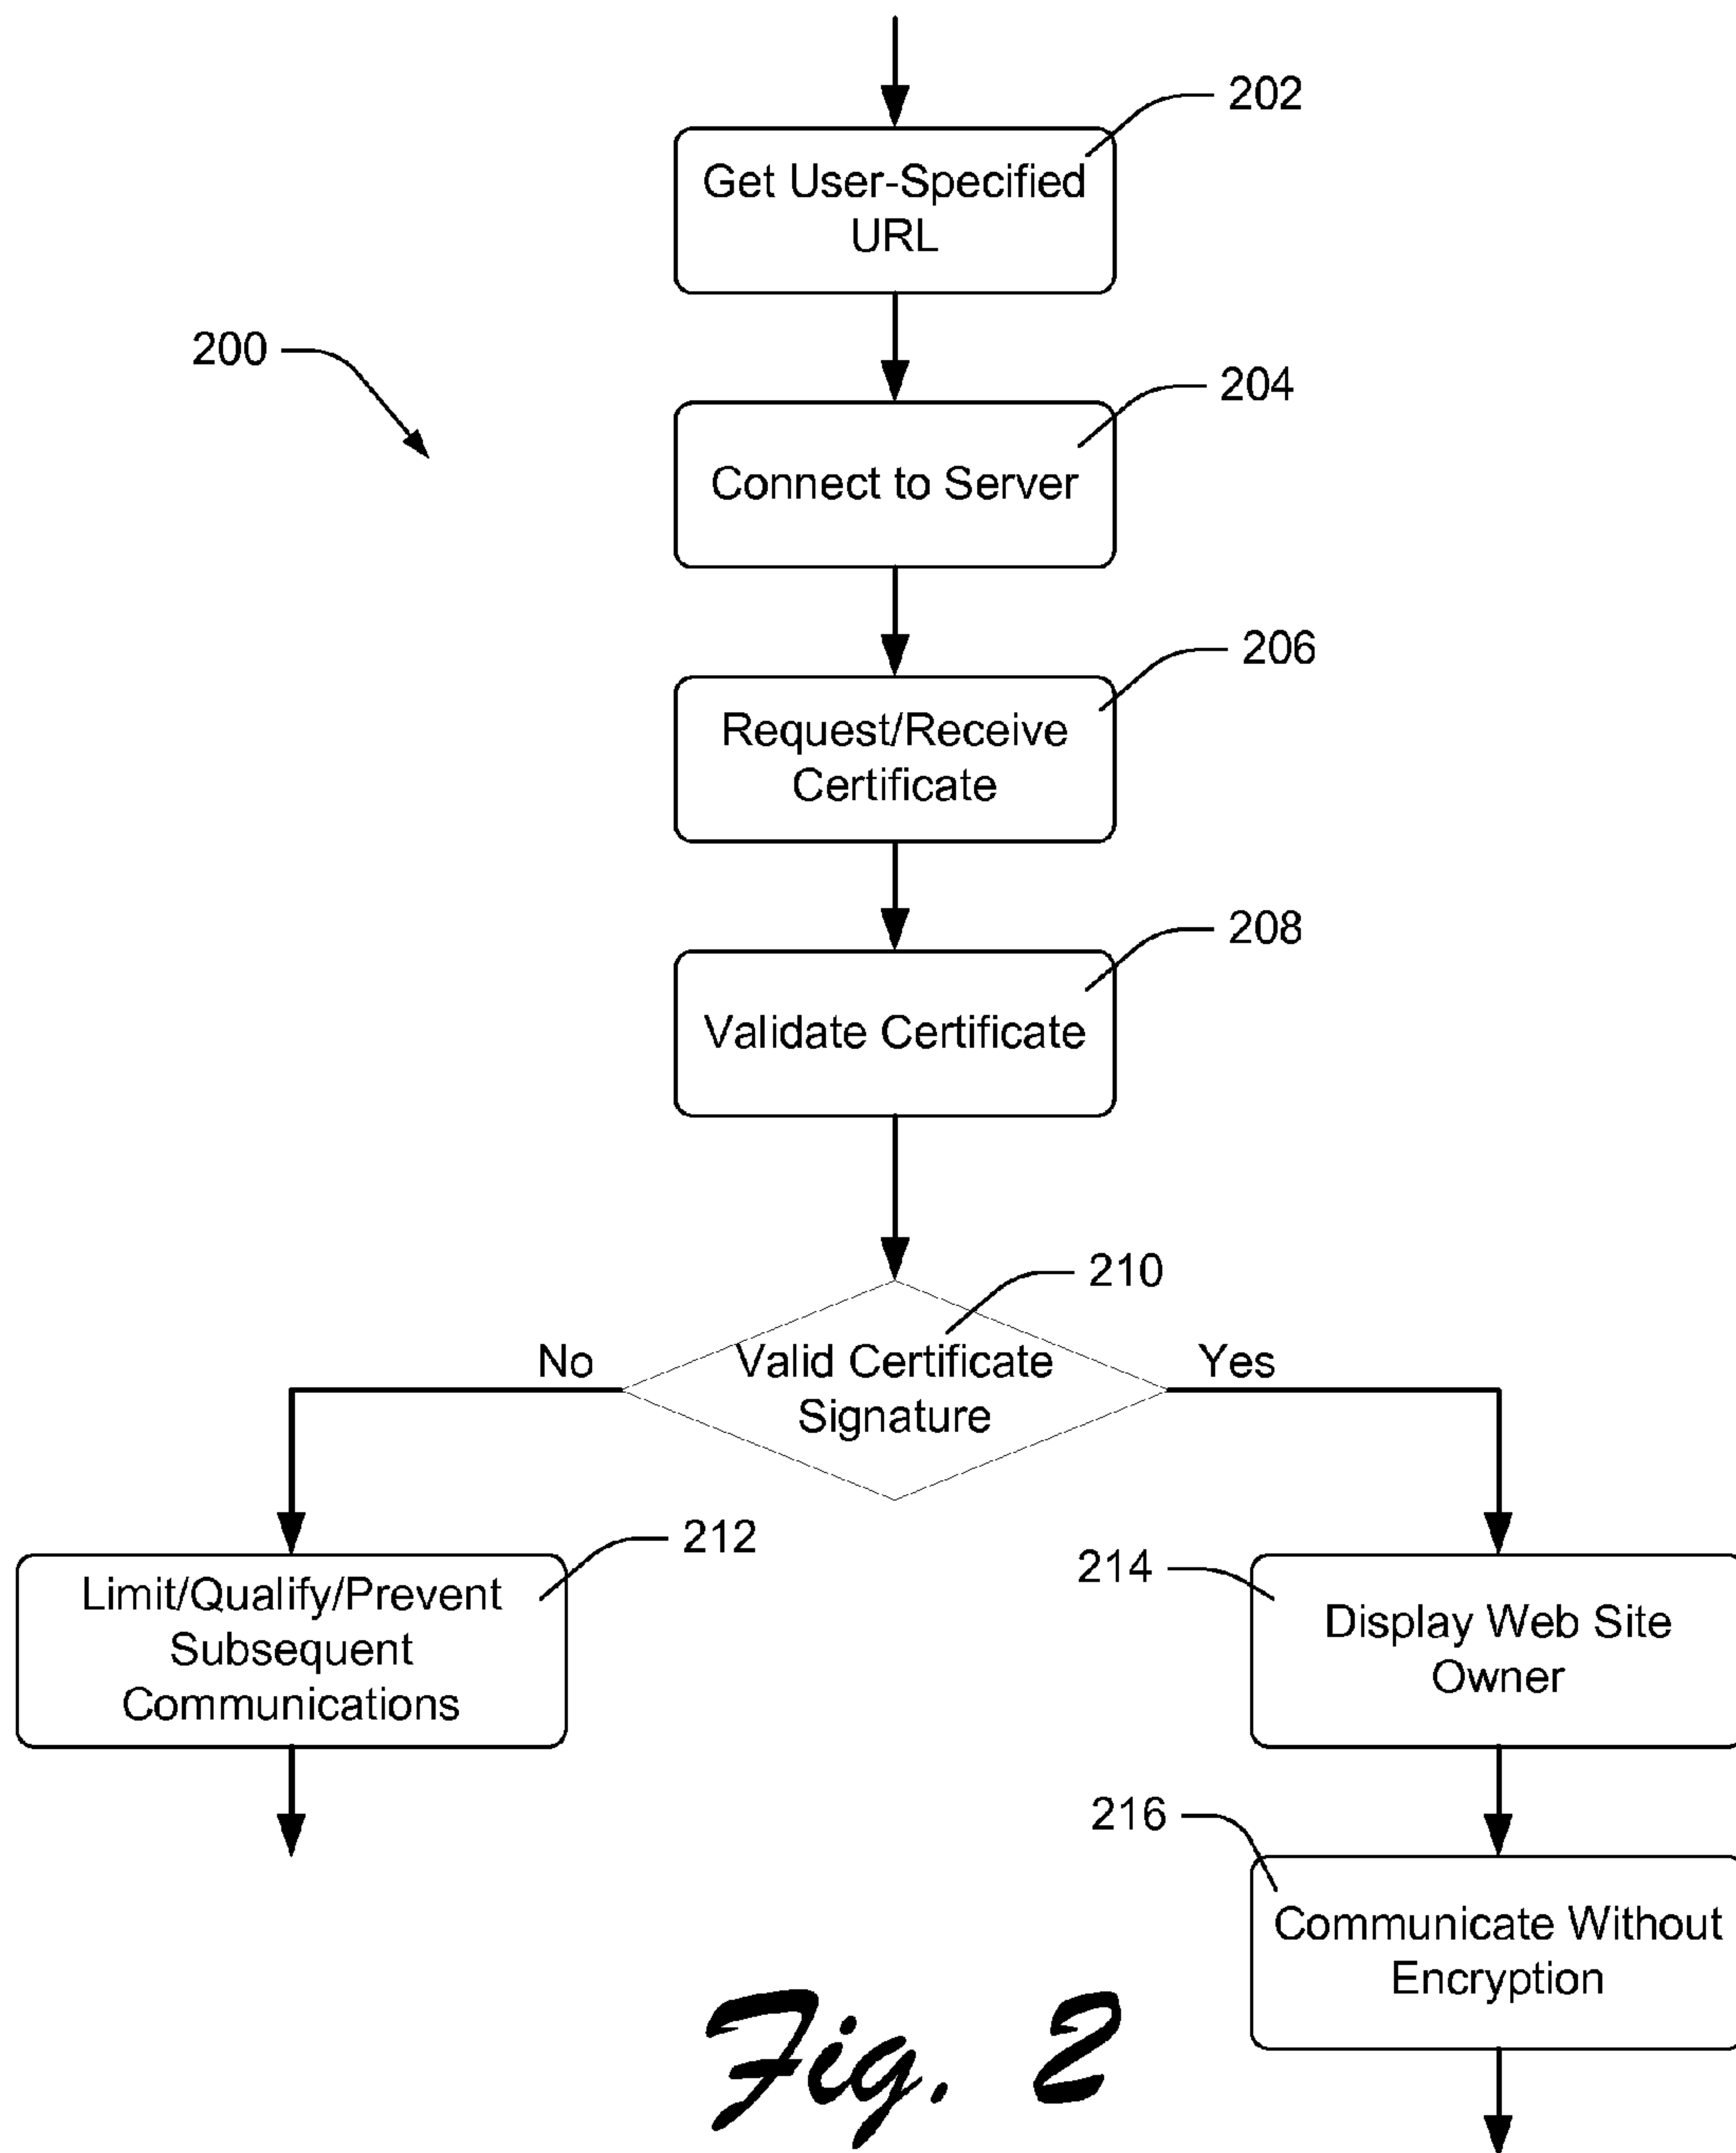 202
Get User-Specified
URL
200
204
Connect to Server
206
Request/Receive
Certificate
208
Validate Certificate
210
No
Valid Certificate
Signature
Yes
212
Limit/Qualify/Prevent
Subsequent
Communications
214
Display Web Site
Owner
216
Communicate Without
Encryption
Fig. 2